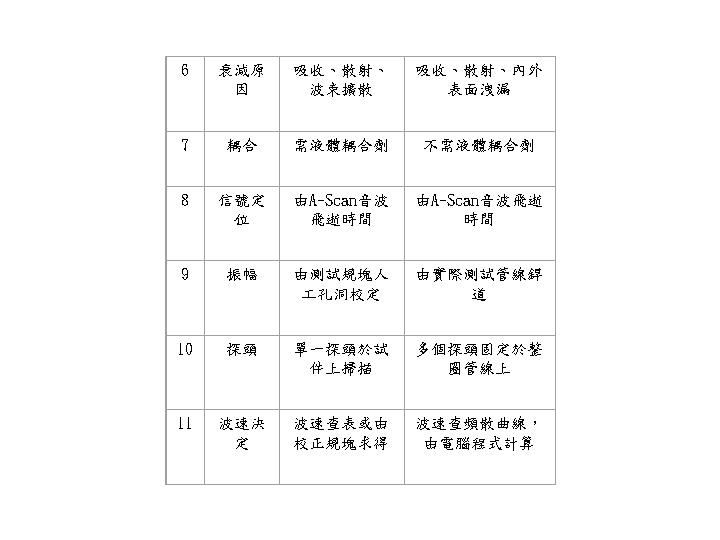 6
衰減原
因
吸收、散射、
波束擴散
吸收、散射、內外
表面洩漏
7
耦合
需液體耦合劑
不需液體耦合劑
8
信號定
位
由A-Scan音波
飛逝時間
由A-Scan音波飛逝
時間
9
振幅
由測試規塊人
工孔洞校定
由實際測試管線銲
道
10
探頭
單一探頭於試
件上掃描
多個探頭固定於整
圈管線上
11
波速決
定
波速查表或由
校正規塊求得
波速查頻散曲線，
由電腦程式計算